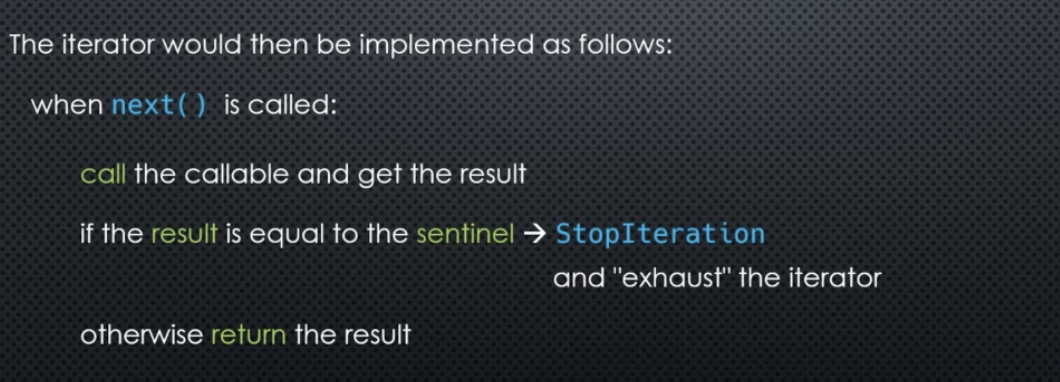 The iterator would then be implemented as follows:
when next() is called:
call the callable and get the result
if the result is equal to the sentinel → StopIteration
and "exhaust" the iterator
otherwise return the result